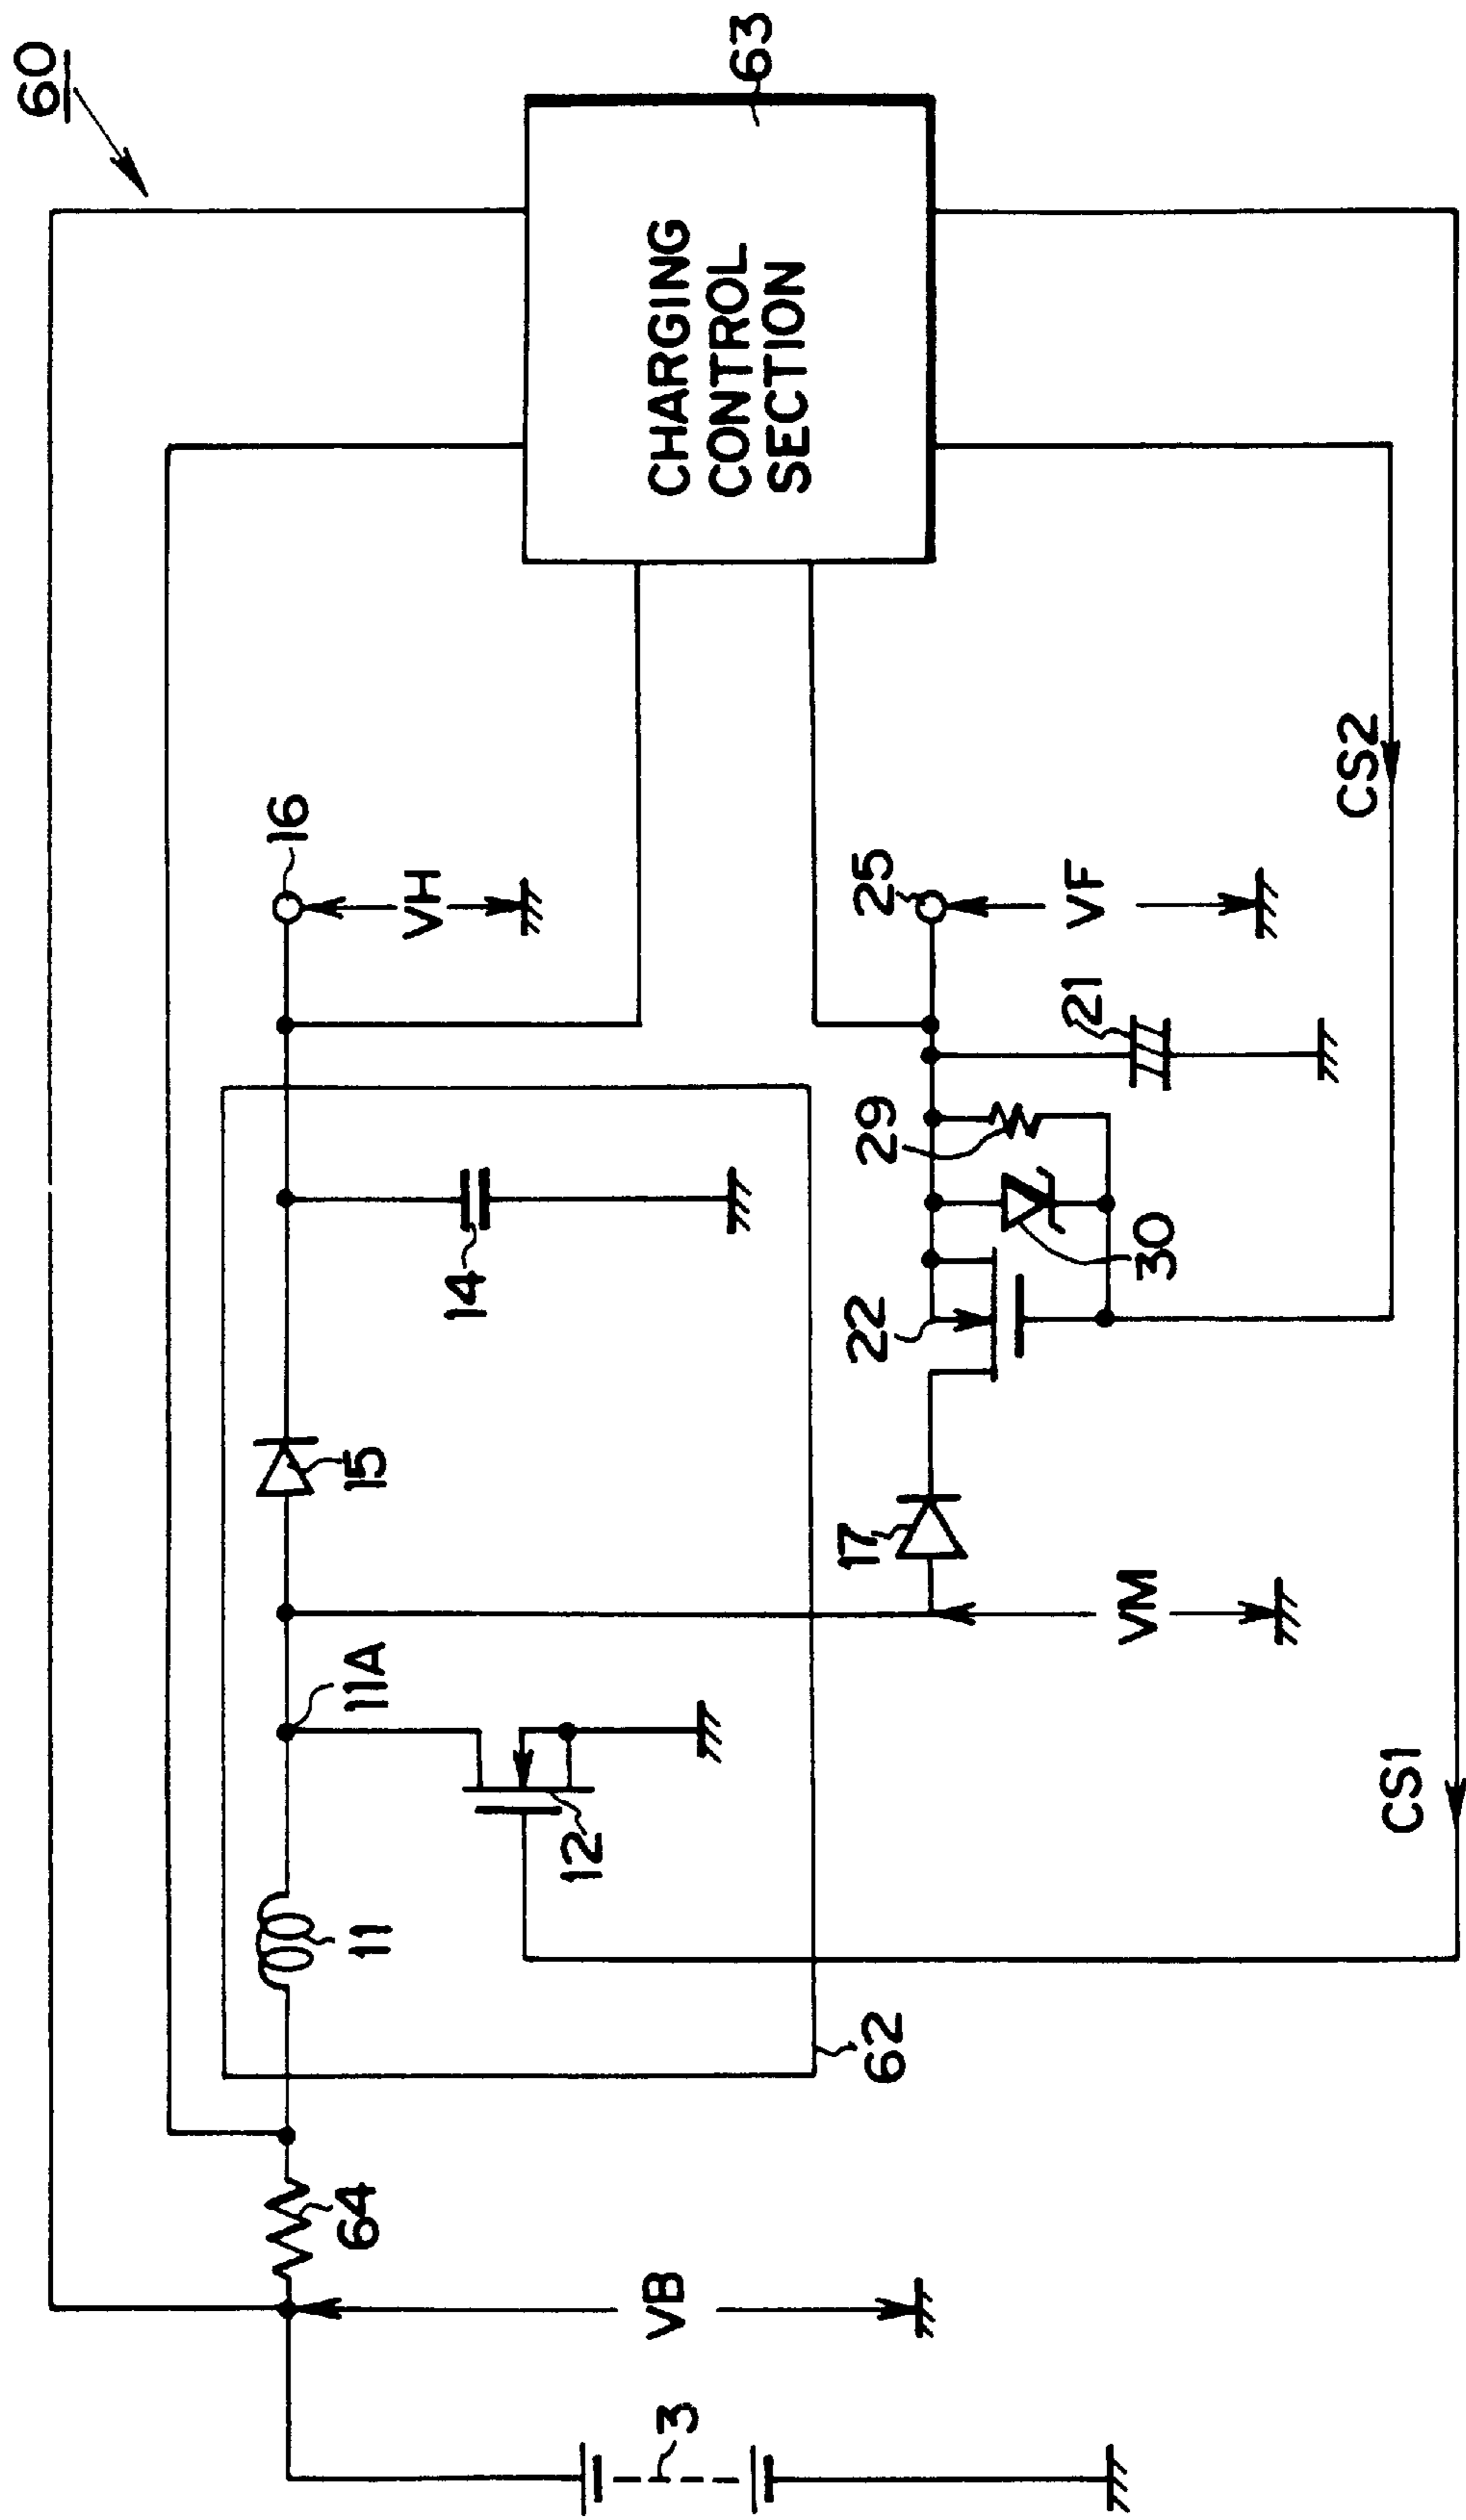 60
63
CHARGING
CONTROL
SECTION
16
VH
25
VF
CS2
21
29
14
30
22
15
17
VM
11A
12
CS1
11
62
64
VB
3